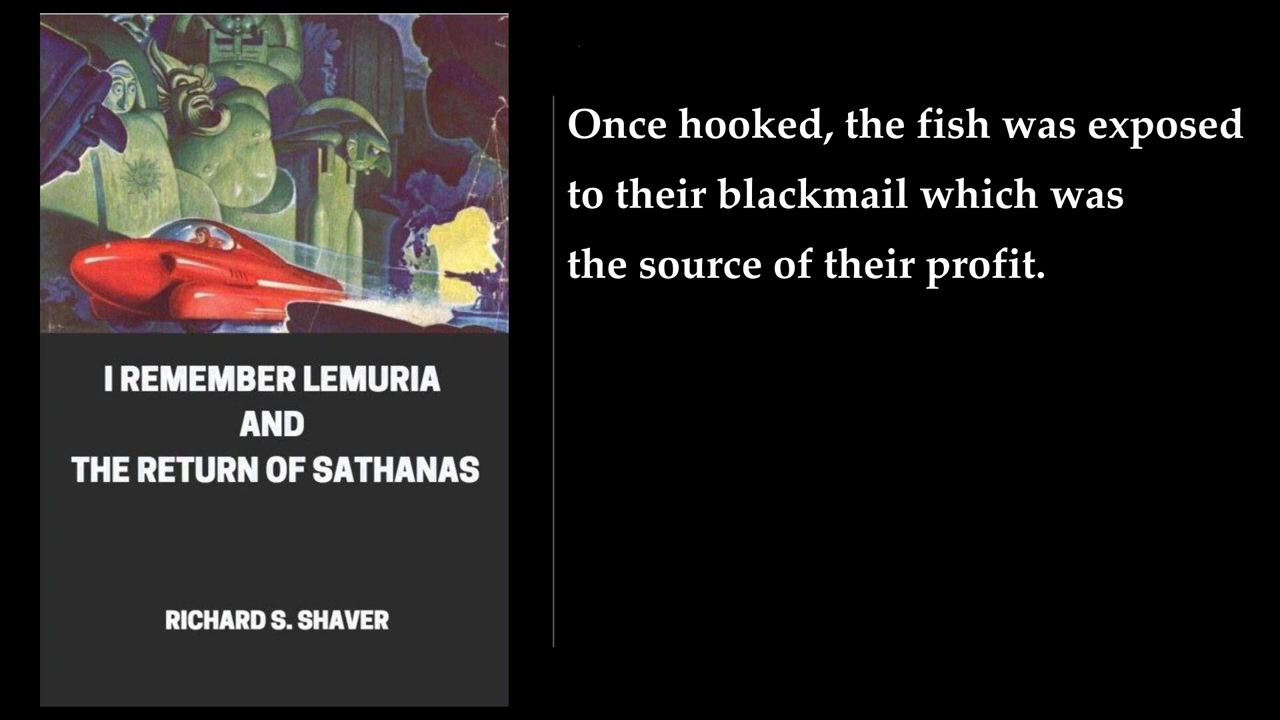 I REMEMBER LEMURIA
AND
THE RETURN OF SATHANAS
RICHARD S. SHAVER
Once hooked, the fish was exposed
to their blackmail which was
the source of their profit.